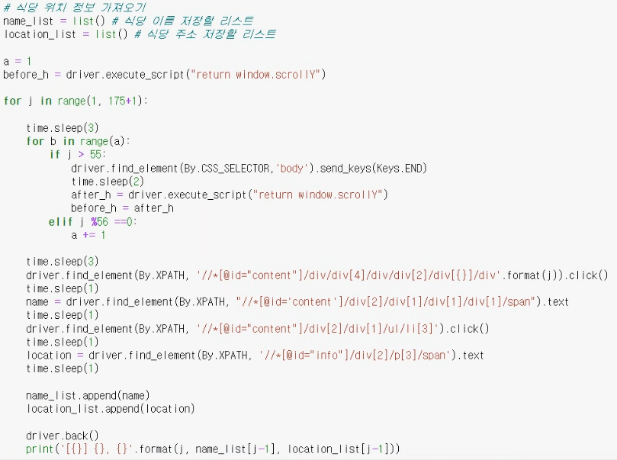 # 식당 위치 정보 가져오기
name_list = list() # 식당 이름 저장할 리스트
location_list = list() # 식당 주소 저장할 리스트
a = 1
before_h = driver.execute_script("return window.scrollY")
for j in range(1, 175+1):
    time.sleep(3)
    for b in range(a):
        if j > 55:
            driver.find_element(By.CSS_SELECTOR,'body').send_keys(Keys.END)
            time.sleep(2)
            after_h = driver.execute_script("return window.scrollY")
            before_h = after_h
        elif j %56 ==0:
            a += 1
    time.sleep(3)
    driver.find_element(By.XPATH, '//*[@id="content"]/div/div[4]/div/div[2]/div[{}]/div'.format(j)).click()
    time.sleep(1)
    name = driver.find_element(By.XPATH, "//*[@id='content']/div[2]/div[1]/div[1]/div[1]/span").text
    time.sleep(1)
    driver.find_element(By.XPATH, '//*[@id="content"]/div[2]/div[1]/ul/li[3]').click()
    time.sleep(1)
    location = driver.find_element(By.XPATH, '//*[@id="info"]/div[2]/p[3]/span').text
    time.sleep(1)
    name_list.append(name)
    location_list.append(location)
    driver.back()
    print('[{}] {}, {}'.format(j, name_list[j-1], location_list[j-1]))